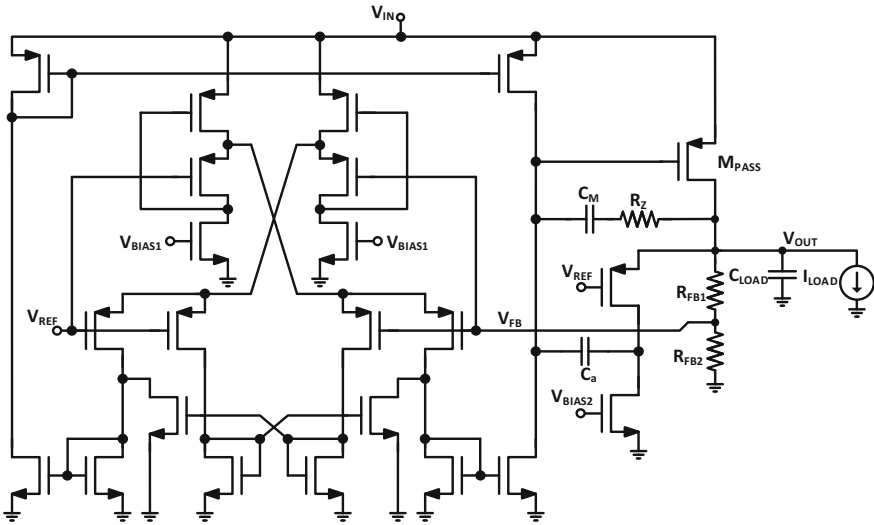 V_IN
M_PASS
C_M R_Z
V_BIAS1 V_BIAS1
V_OUT
V_REF C_LOAD I_LOAD
R_FB1
V_REF V_FB
R_FB2
C_a
V_BIAS2